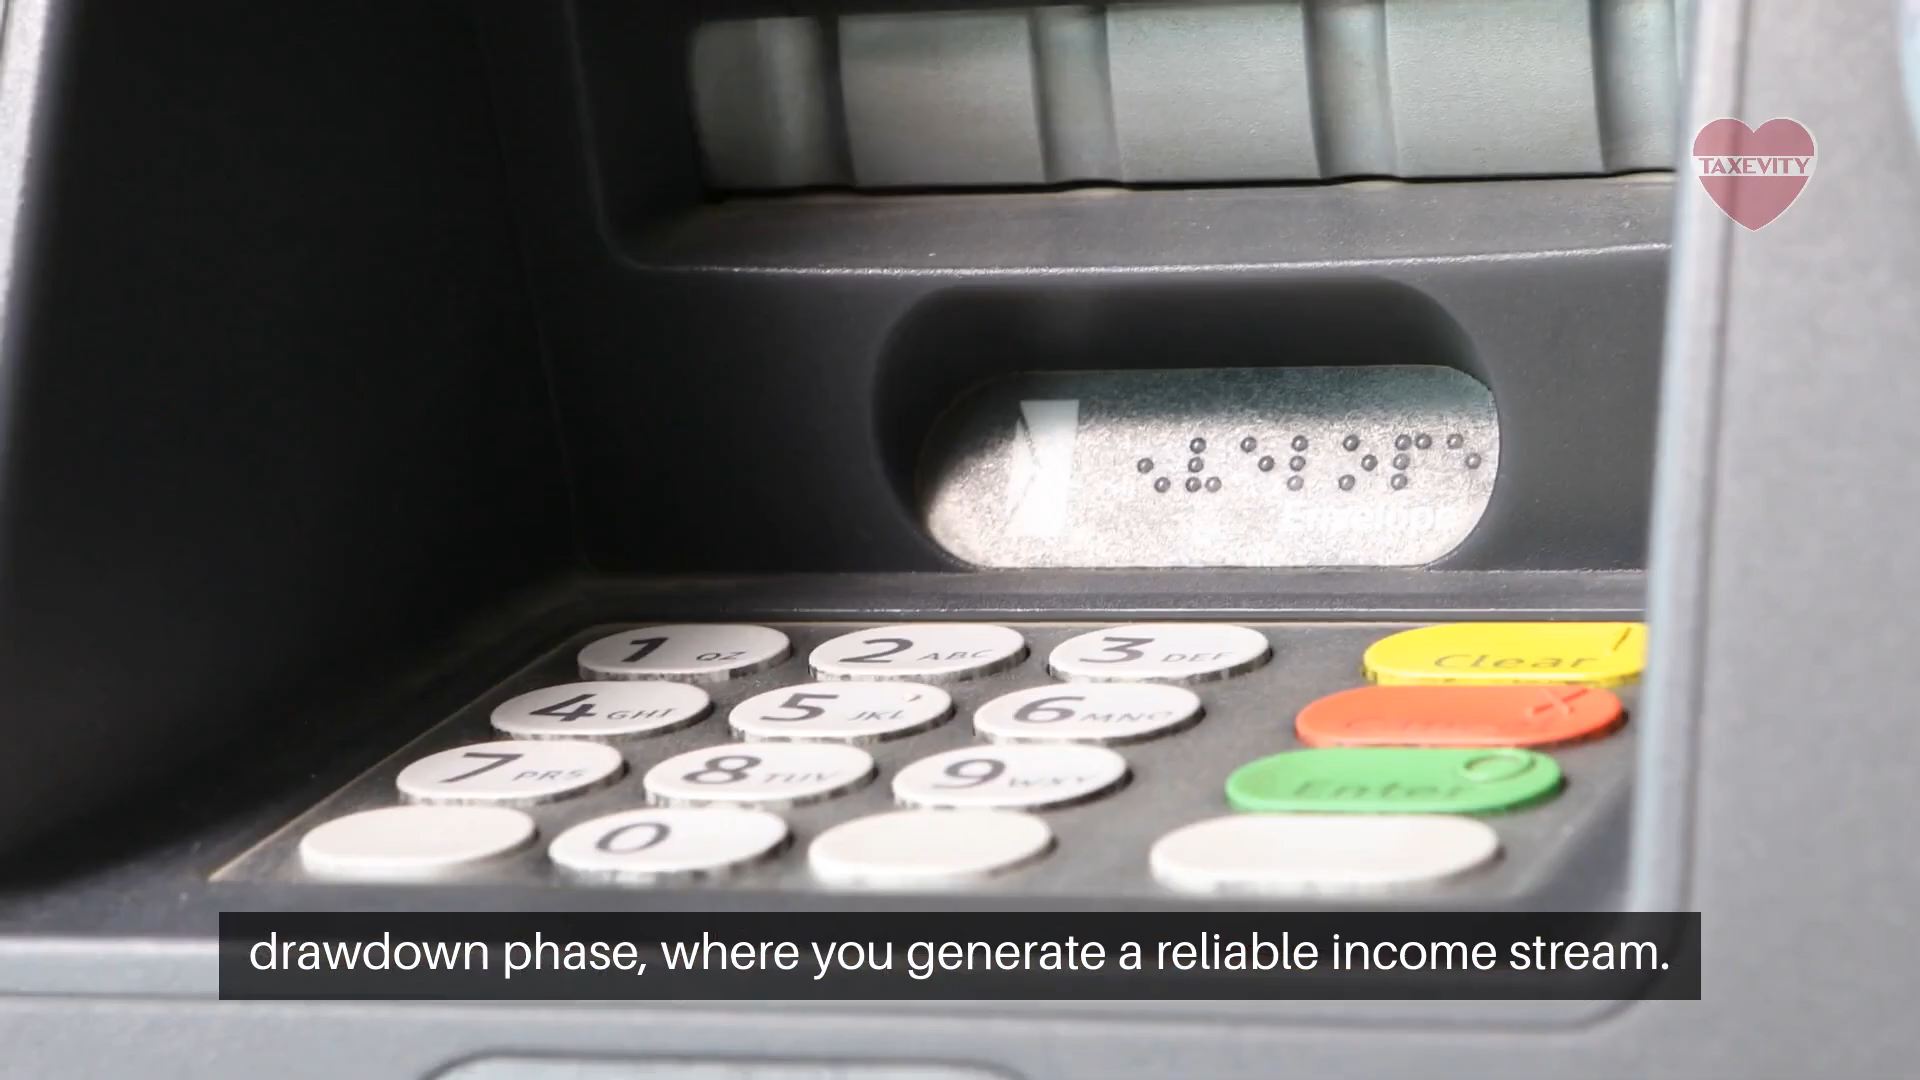 TAXEVITY
Envelope
1 QZ 2 ABC 3 DEF Clear
4 GHI 5 JKL 6 MNO
7 PRS 8 TUV 9 WXY Enter
0
drawdown phase, where you generate a reliable income stream.